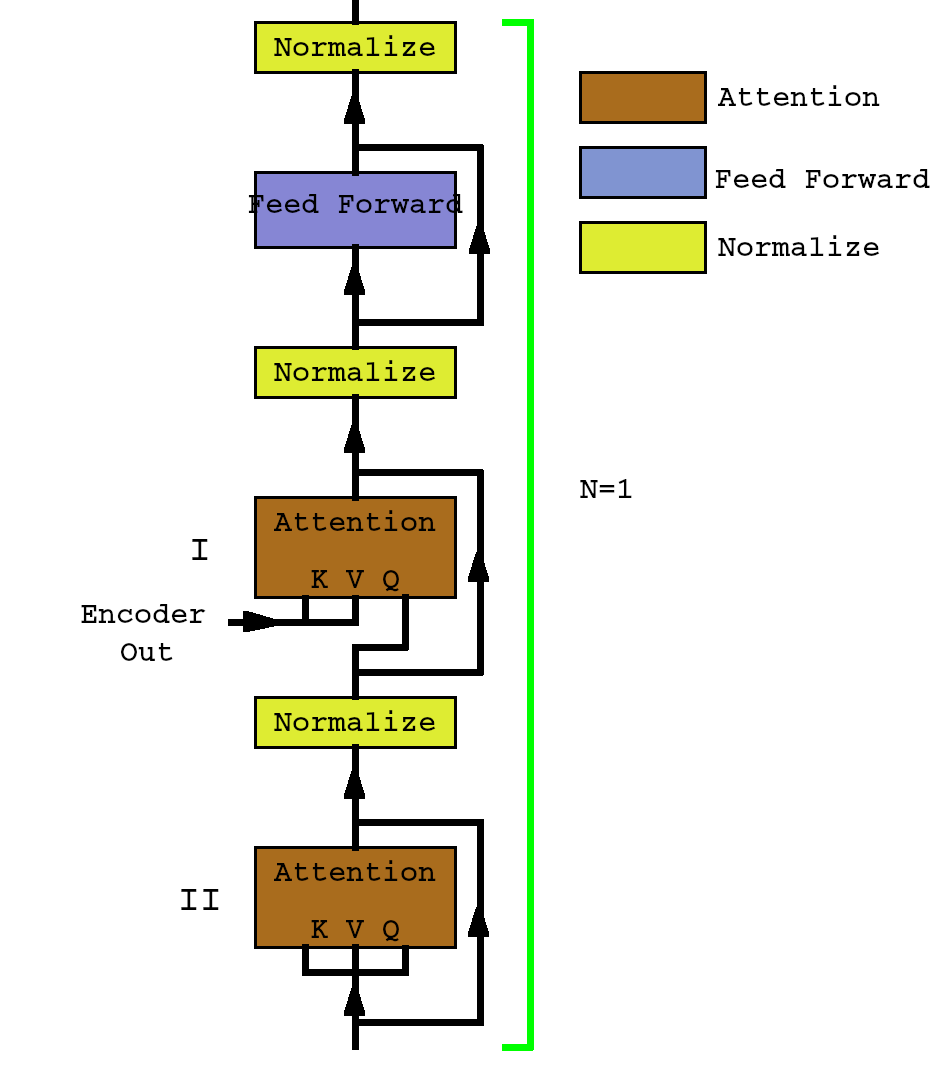 Normalize
Attention
Feed Forward
Feed Forward
Normalize
Normalize
N=1
Attention
I
K V Q
Encoder
Out
Normalize
Attention
II
K V Q